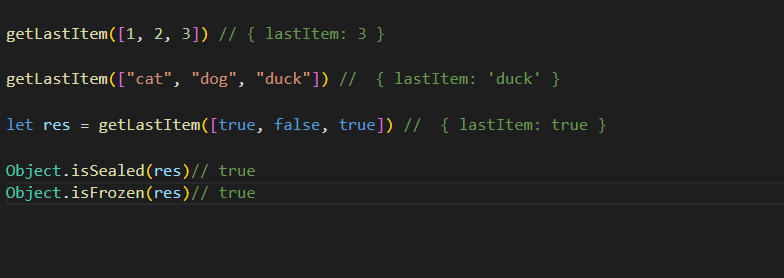 getLastItem([1, 2, 3]) // { lastItem: 3 }
getLastItem(["cat", "dog", "duck"]) //  { lastItem: 'duck' }
let res = getLastItem([true, false, true]) //  { lastItem: true }
Object.isSealed(res)// true
Object.isFrozen(res)// true